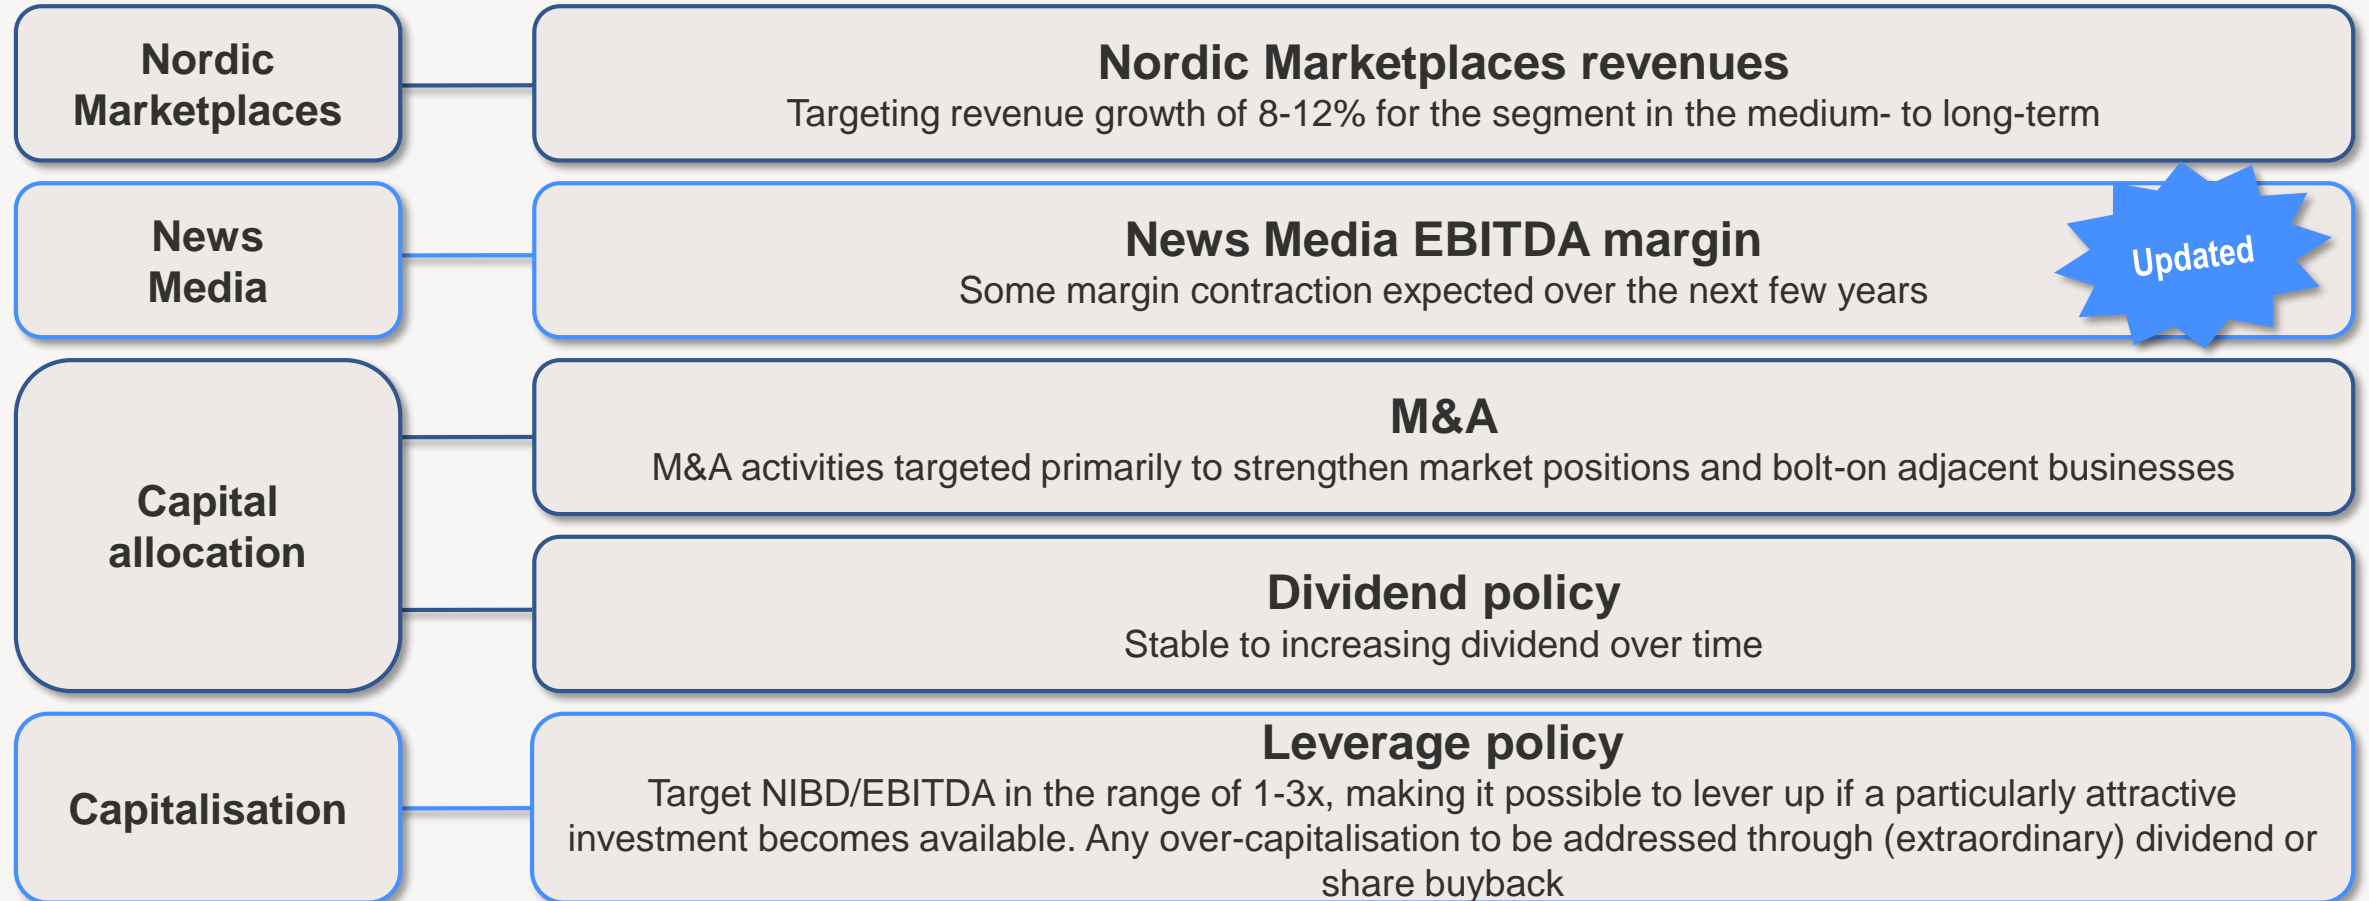 Nordic
Marketplaces
Nordic Marketplaces revenues
Targeting revenue growth of 8-12% for the segment in the medium- to long-term
News
Media
News Media EBITDA margin
Some margin contraction expected over the next few years
Updated
Capital
allocation
M&A
M&A activities targeted primarily to strengthen market positions and bolt-on adjacent businesses
Dividend policy
Stable to increasing dividend over time
Capitalisation
Leverage policy
Target NIBD/EBITDA in the range of 1-3x, making it possible to lever up if a particularly attractive
investment becomes available. Any over-capitalisation to be addressed through (extraordinary) dividend or
share buyback